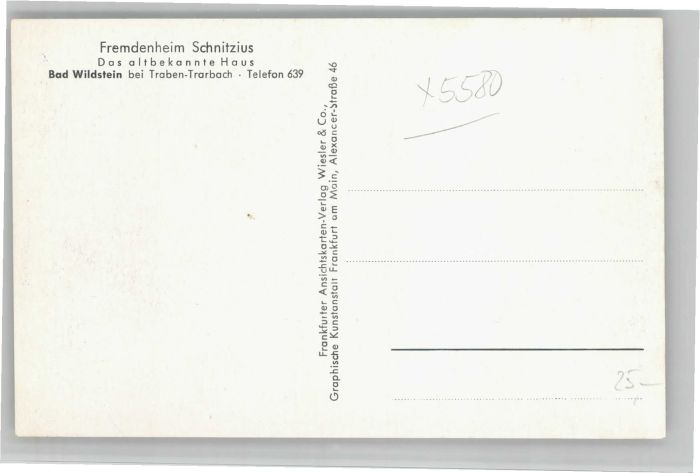 Fremdenheim Schnitzius
Das altbekannte Haus
Bad Wildstein bei Traben-Trarbach · Telefon 639
Frankfurter Ansichtskarten-Verlag Wiesler & Co.,
Graphische Kunstanstalt Frankfurt am Main, Alexander-Straße 46
x5580
25—